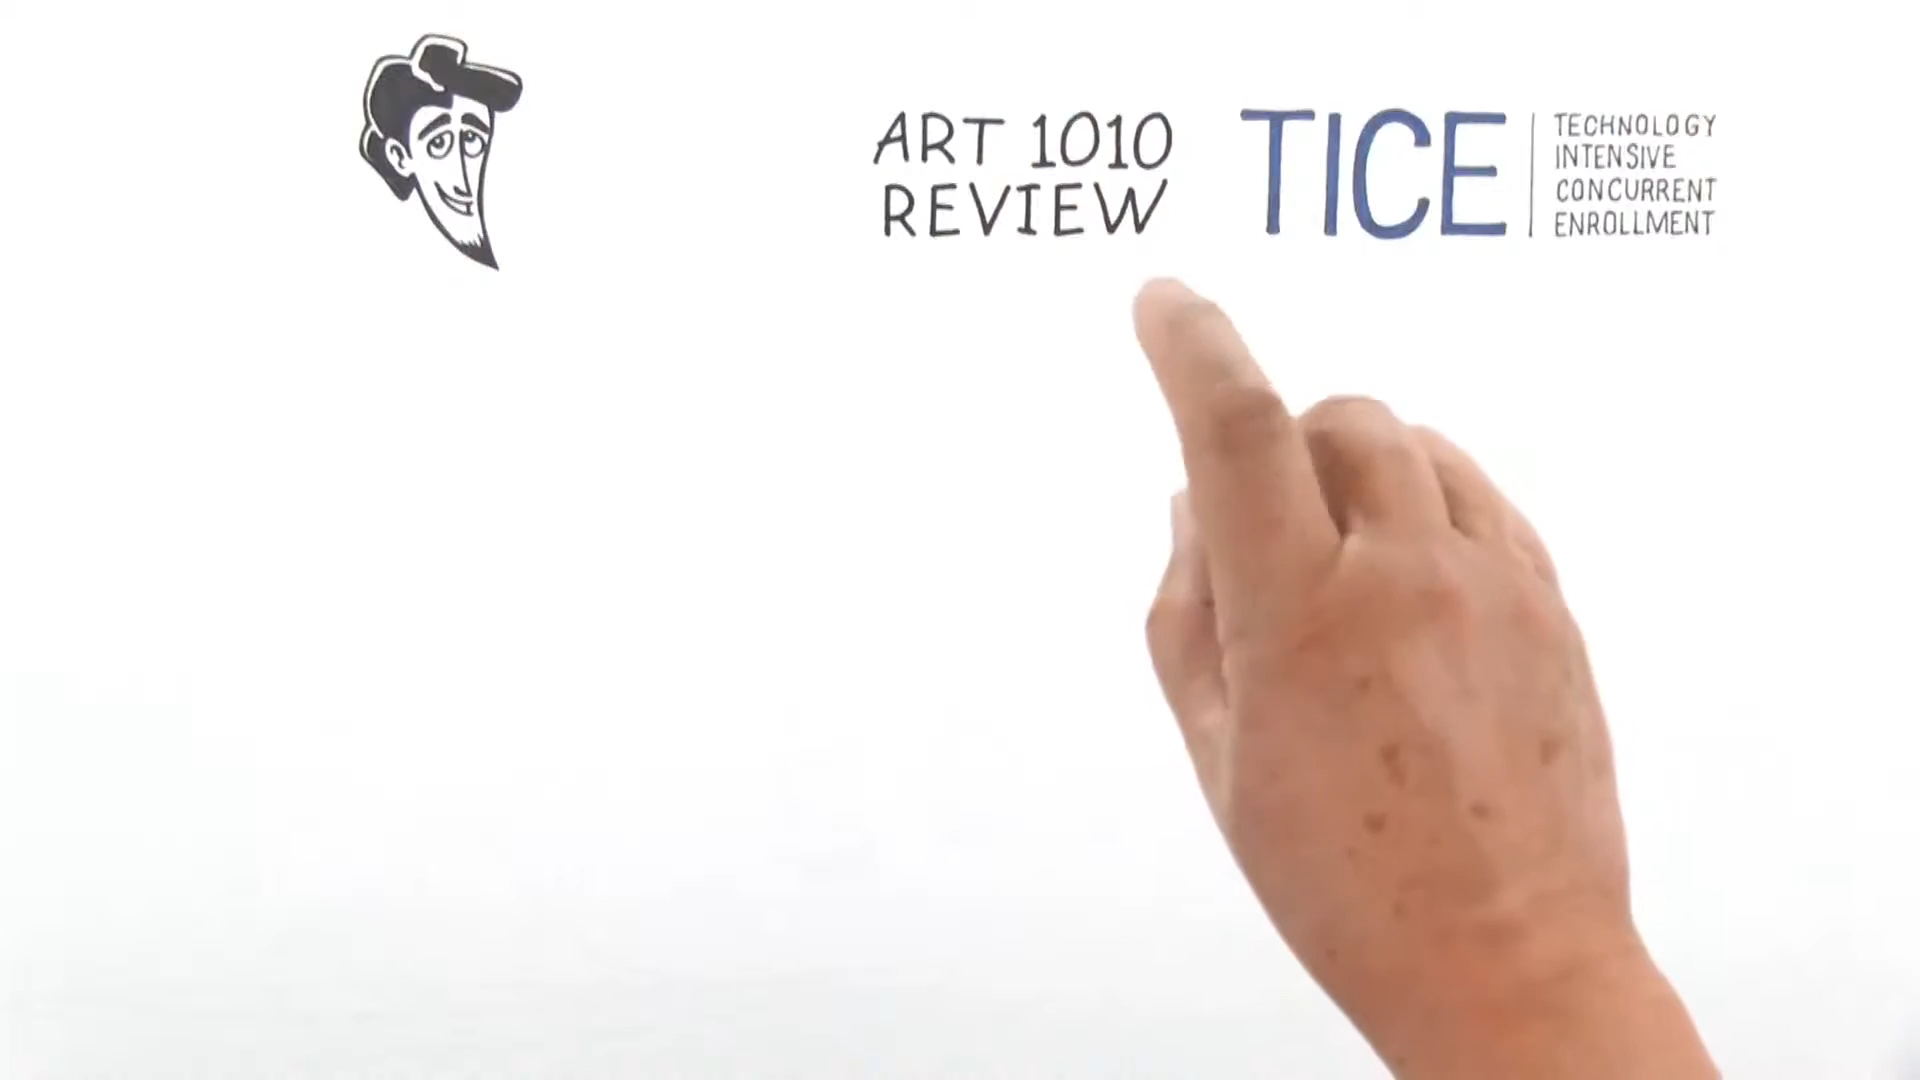 ART 1010
REVIEW
TICE
TECHNOLOGY
INTENSIVE
CONCURRENT
ENROLLMENT